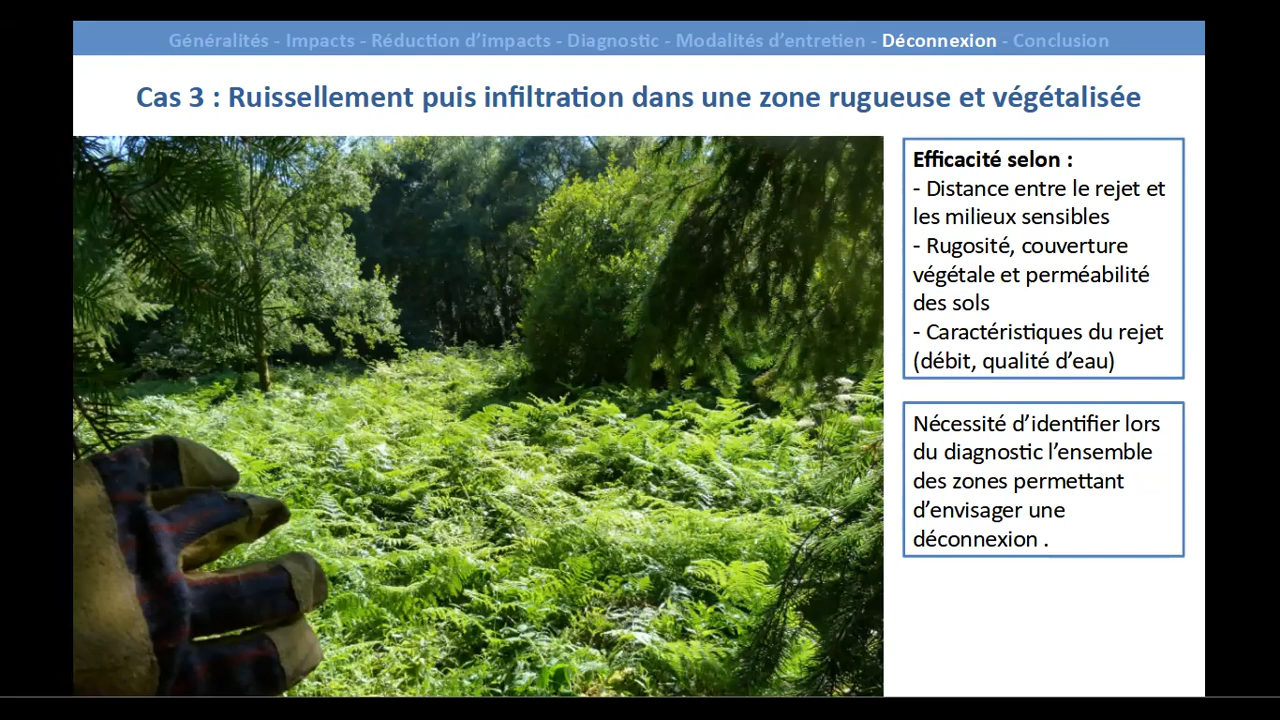 Généralités - Impacts - Réduction d’impacts - Diagnostic - Modalités d’entretien - Déconnexion - Conclusion
Cas 3 : Ruissellement puis infiltration dans une zone rugueuse et végétalisée
Efficacité selon :
- Distance entre le rejet et
les milieux sensibles
- Rugosité, couverture
végétale et perméabilité
des sols
- Caractéristiques du rejet
(débit, qualité d’eau)
Nécessité d’identifier lors
du diagnostic l’ensemble
des zones permettant
d’envisager une
déconnexion .